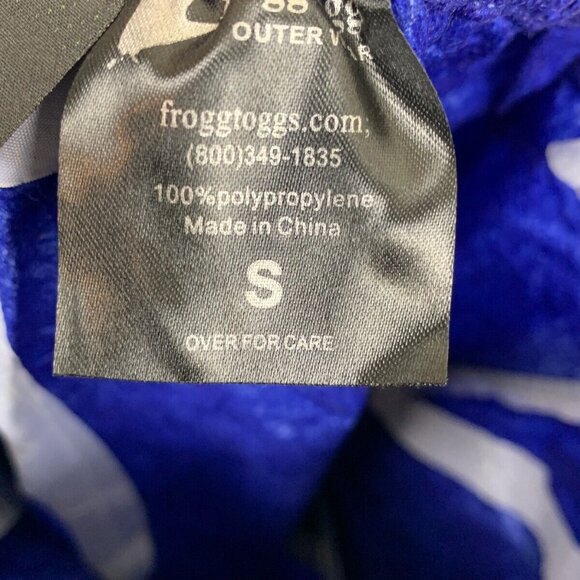 OUTER
froggtoggs.com,
(800)349-1835
100%polypropylene
Made in China
S
OVER FOR CARE